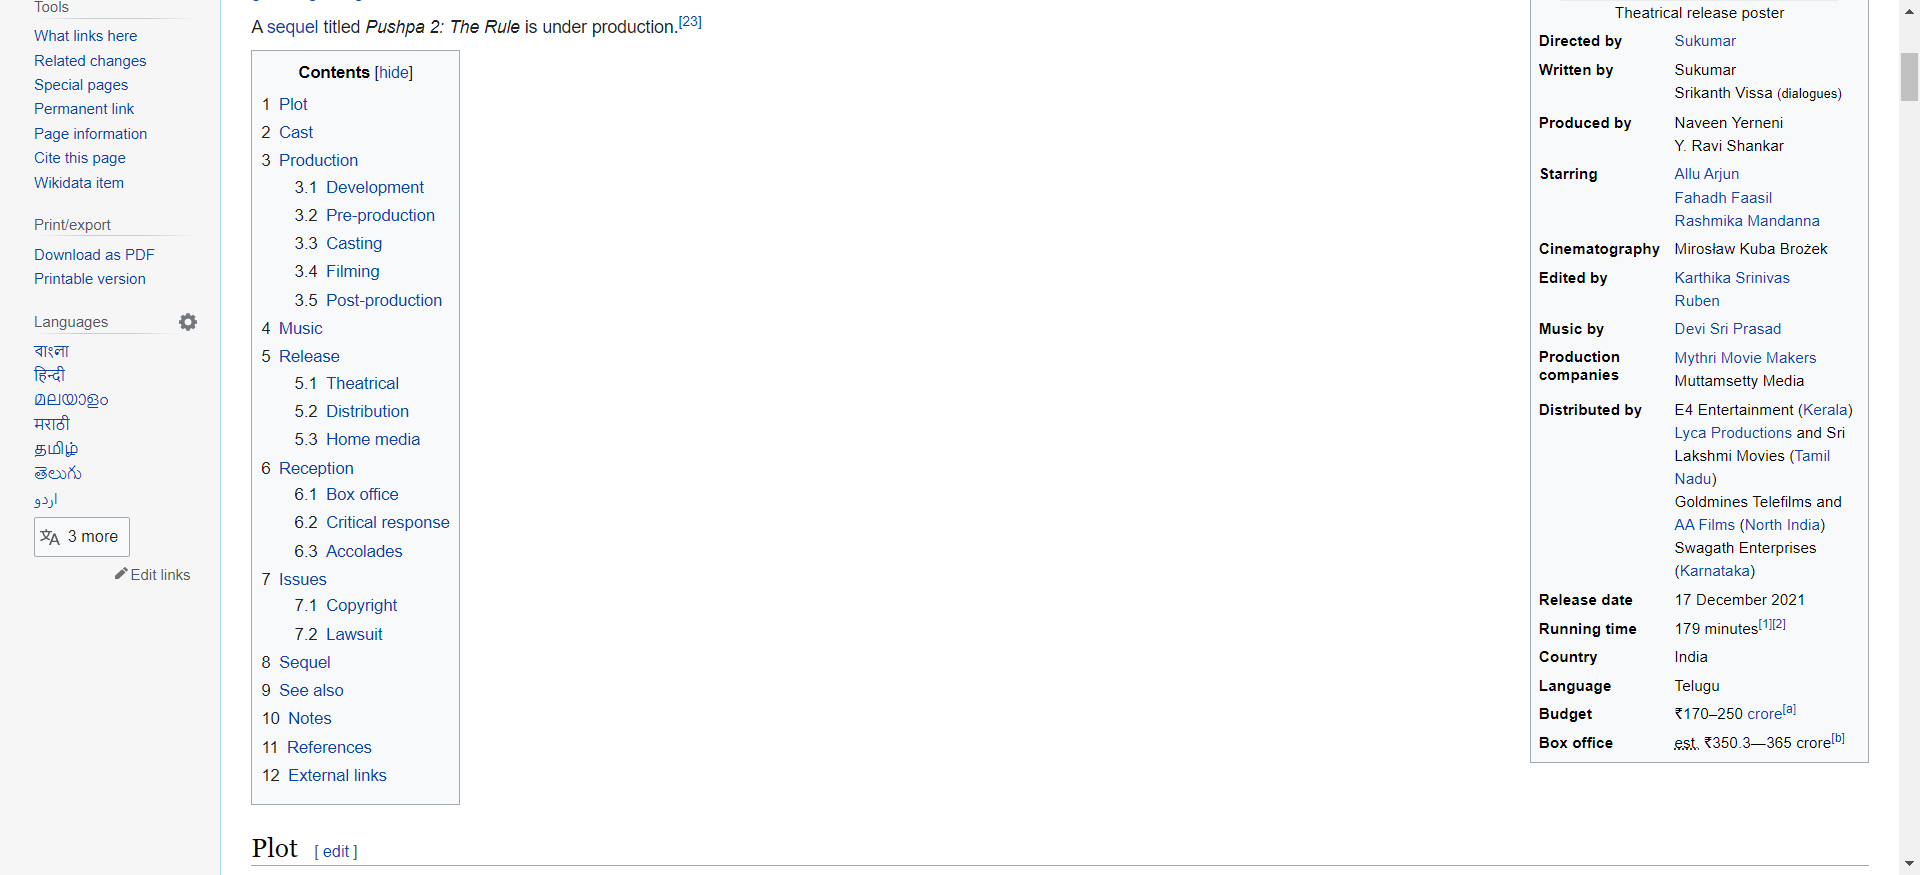 Tools
What links here
Related changes
Special pages
Permanent link
Page information
Cite this page
Wikidata item
Print/export
Download as PDF
Printable version
Languages
বাংলা
हिन्दी
മലയാളം
मराठी
தமிழ்
తెలుగు
اردو
3 more
Edit links
A sequel titled Pushpa 2: The Rule is under production.[23]
Contents [hide]
1 Plot
2 Cast
3 Production
3.1 Development
3.2 Pre-production
3.3 Casting
3.4 Filming
3.5 Post-production
4 Music
5 Release
5.1 Theatrical
5.2 Distribution
5.3 Home media
6 Reception
6.1 Box office
6.2 Critical response
6.3 Accolades
7 Issues
7.1 Copyright
7.2 Lawsuit
8 Sequel
9 See also
10 Notes
11 References
12 External links
Plot [ edit ]
Theatrical release poster
Directed by Sukumar
Written by Sukumar
Srikanth Vissa (dialogues)
Produced by Naveen Yerneni
Y. Ravi Shankar
Starring Allu Arjun
Fahadh Faasil
Rashmika Mandanna
Cinematography Mirosław Kuba Brożek
Edited by Karthika Srinivas
Ruben
Music by Devi Sri Prasad
Production companies Mythri Movie Makers
Muttamsetty Media
Distributed by E4 Entertainment (Kerala)
Lyca Productions and Sri
Lakshmi Movies (Tamil
Nadu)
Goldmines Telefilms and
AA Films (North India)
Swagath Enterprises
(Karnataka)
Release date 17 December 2021
Running time 179 minutes[1][2]
Country India
Language Telugu
Budget ₹170–250 crore[a]
Box office est. ₹350.3—365 crore[b]